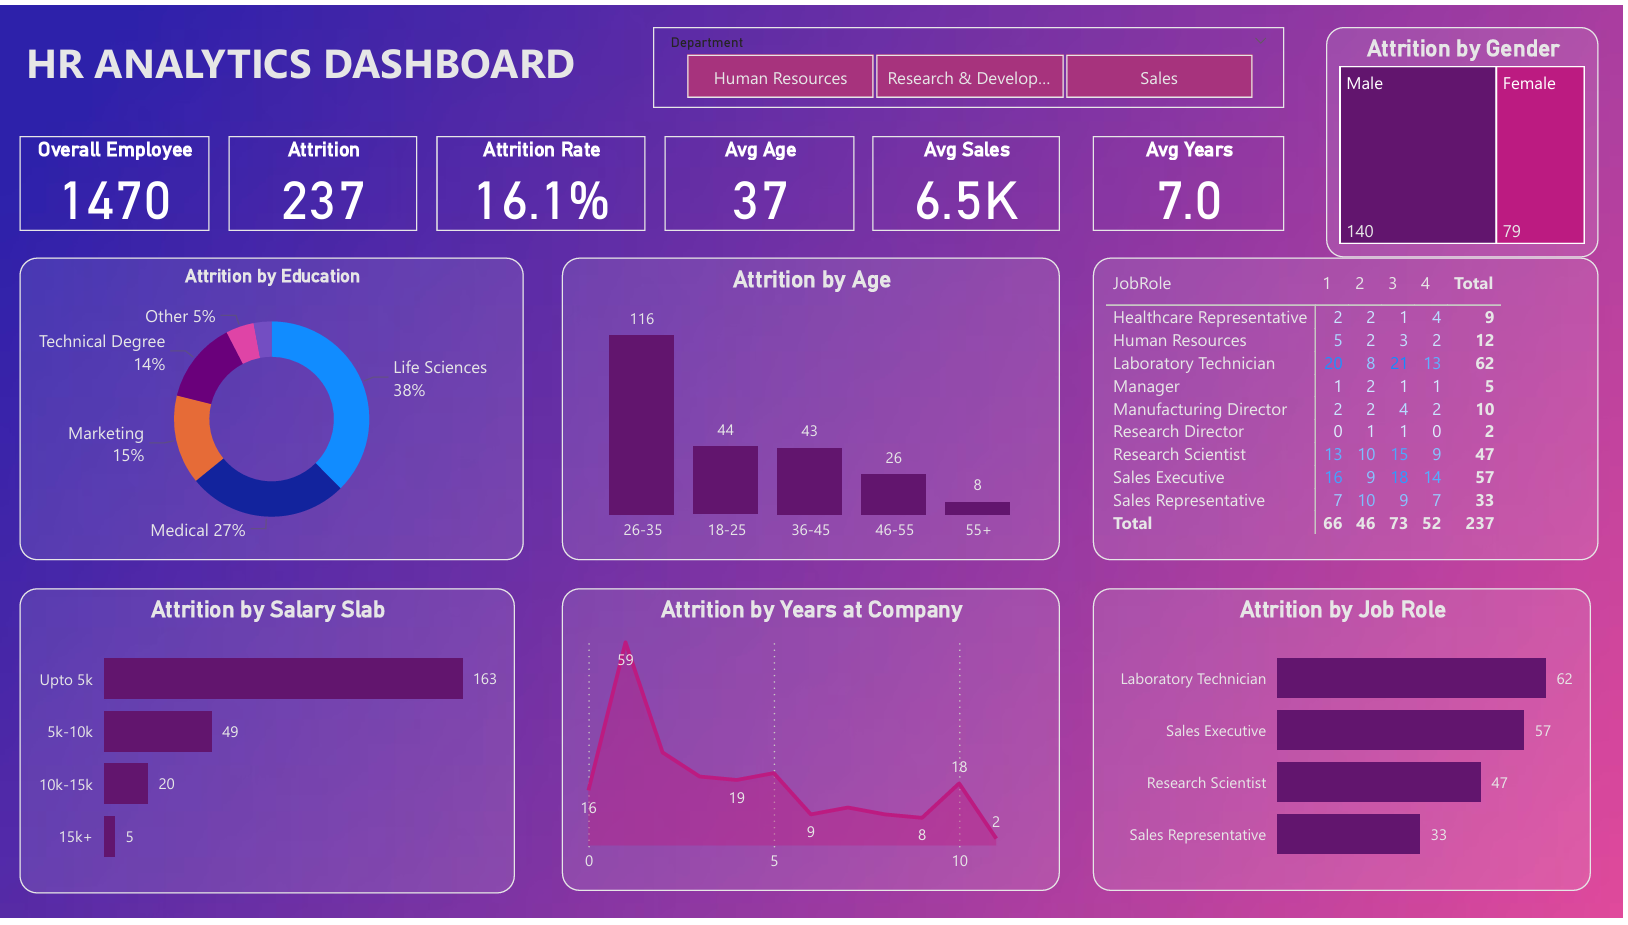 HR ANALYTICS DASHBOARD
Department
Human Resources
Research & Develop...
Sales
Attrition by Gender
Male
Female
140
79
Overall Employee
1470
Attrition
237
Attrition Rate
16.1%
Avg Age
37
Avg Sales
6.5K
Avg Years
7.0
Attrition by Education
Other 5%
Technical Degree
14%
Life Sciences
38%
Marketing
15%
Medical 27%
Attrition by Age
116
44
43
26
8
26-35 18-25 36-45 46-55 55+
JobRole 1 2 3 4 Total
Healthcare Representative 2 2 1 4 9
Human Resources 5 2 3 2 12
Laboratory Technician 20 8 21 13 62
Manager 1 2 1 1 5
Manufacturing Director 2 2 4 2 10
Research Director 0 1 1 0 2
Research Scientist 13 10 15 9 47
Sales Executive 16 9 18 14 57
Sales Representative 7 10 9 7 33
Total 66 46 73 52 237
Attrition by Salary Slab
Upto 5k 163
5k-10k 49
10k-15k 20
15k+ 5
Attrition by Years at Company
59
18
16
19
9
8
2
0 5 10
Attrition by Job Role
Laboratory Technician 62
Sales Executive 57
Research Scientist 47
Sales Representative 33